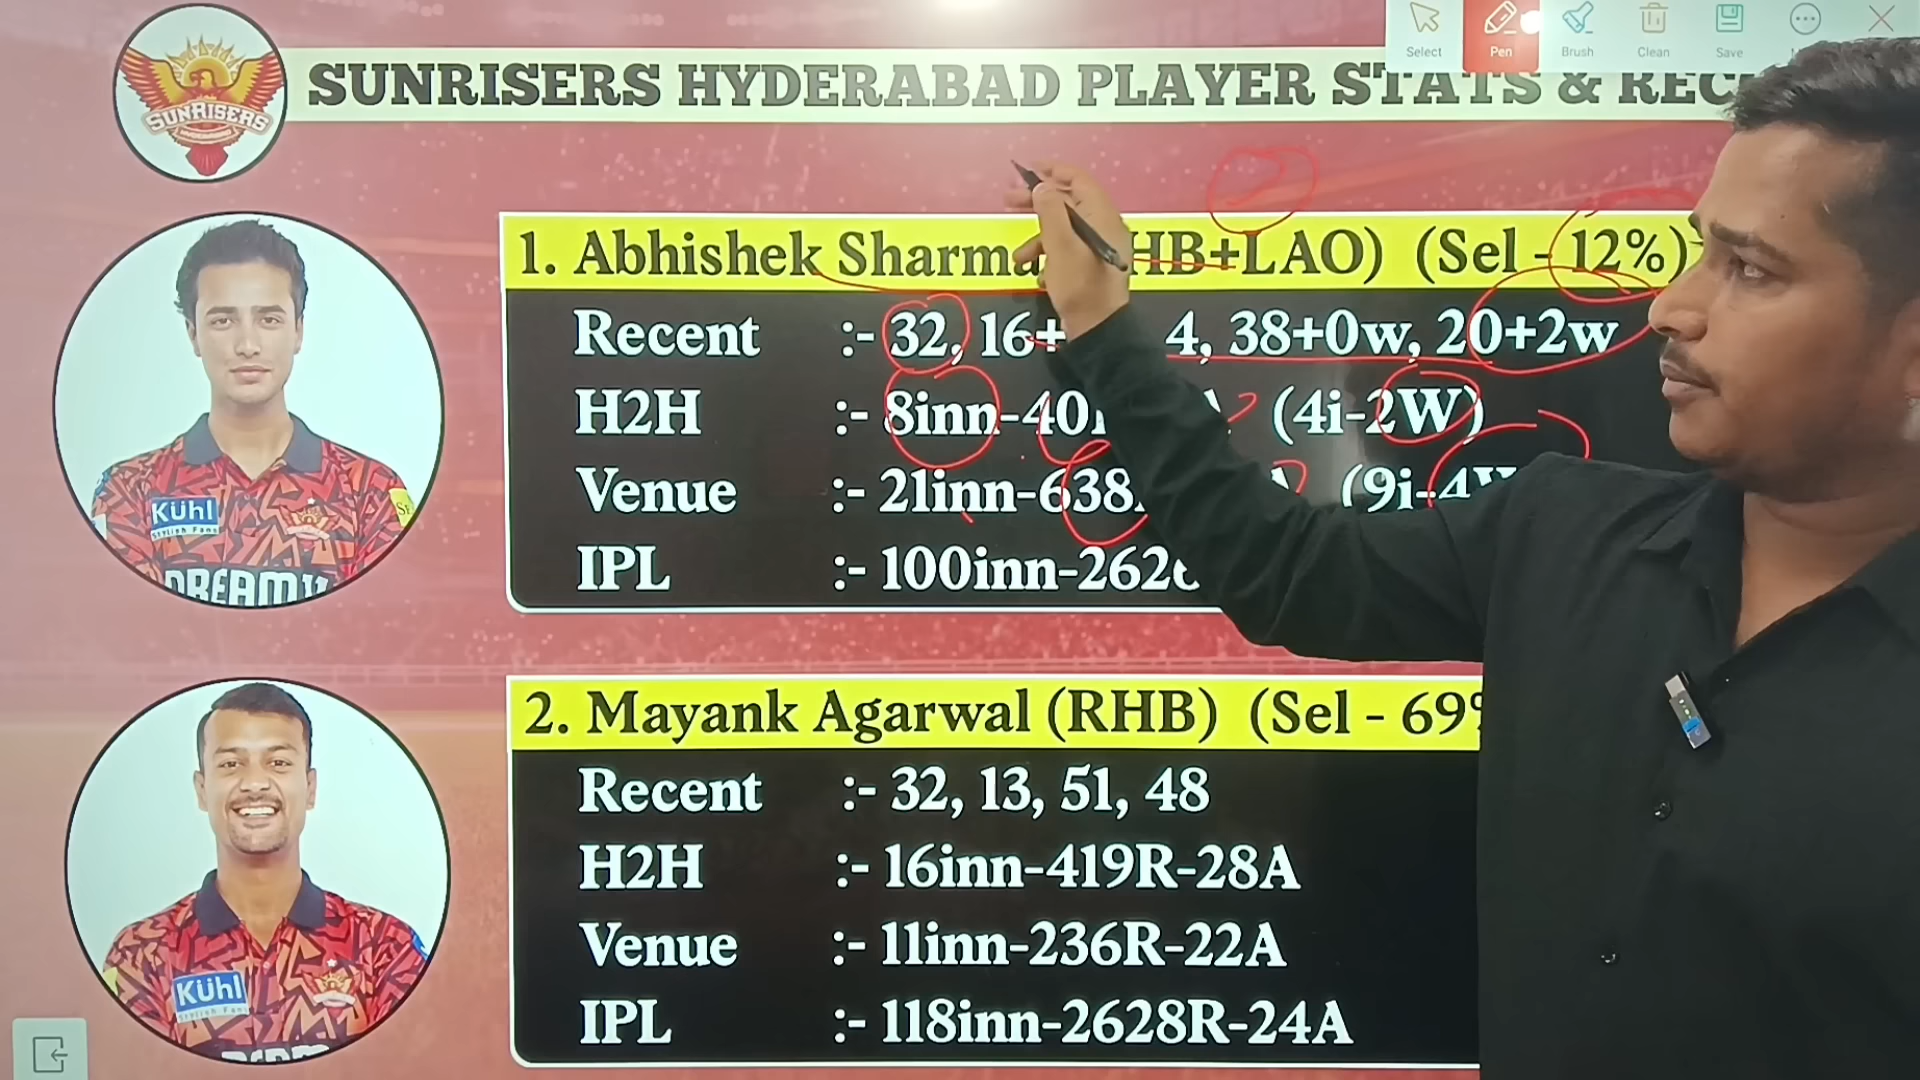 Select Pen Brush Clean Save
SUNRISERS HYDERABAD PLAYER STATS &
SUNRISERS
1. Abhishek Sharma HB+LAO) (Sel - 12%)
Recent :- 32, 16+ 4, 38+0w, 20+2w
H2H :- 8inn-40 (4i-2W)
Venue :- 21inn-638 (9i-4W
IPL :- 100inn-262
KÜHL
Stylish Fans
DREAM11
2. Mayank Agarwal (RHB) (Sel - 69%
Recent :- 32, 13, 51, 48
H2H :- 16inn-419R-28A
Venue :- 11inn-236R-22A
IPL :- 118inn-2628R-24A
KÜHL
Stylish Fans